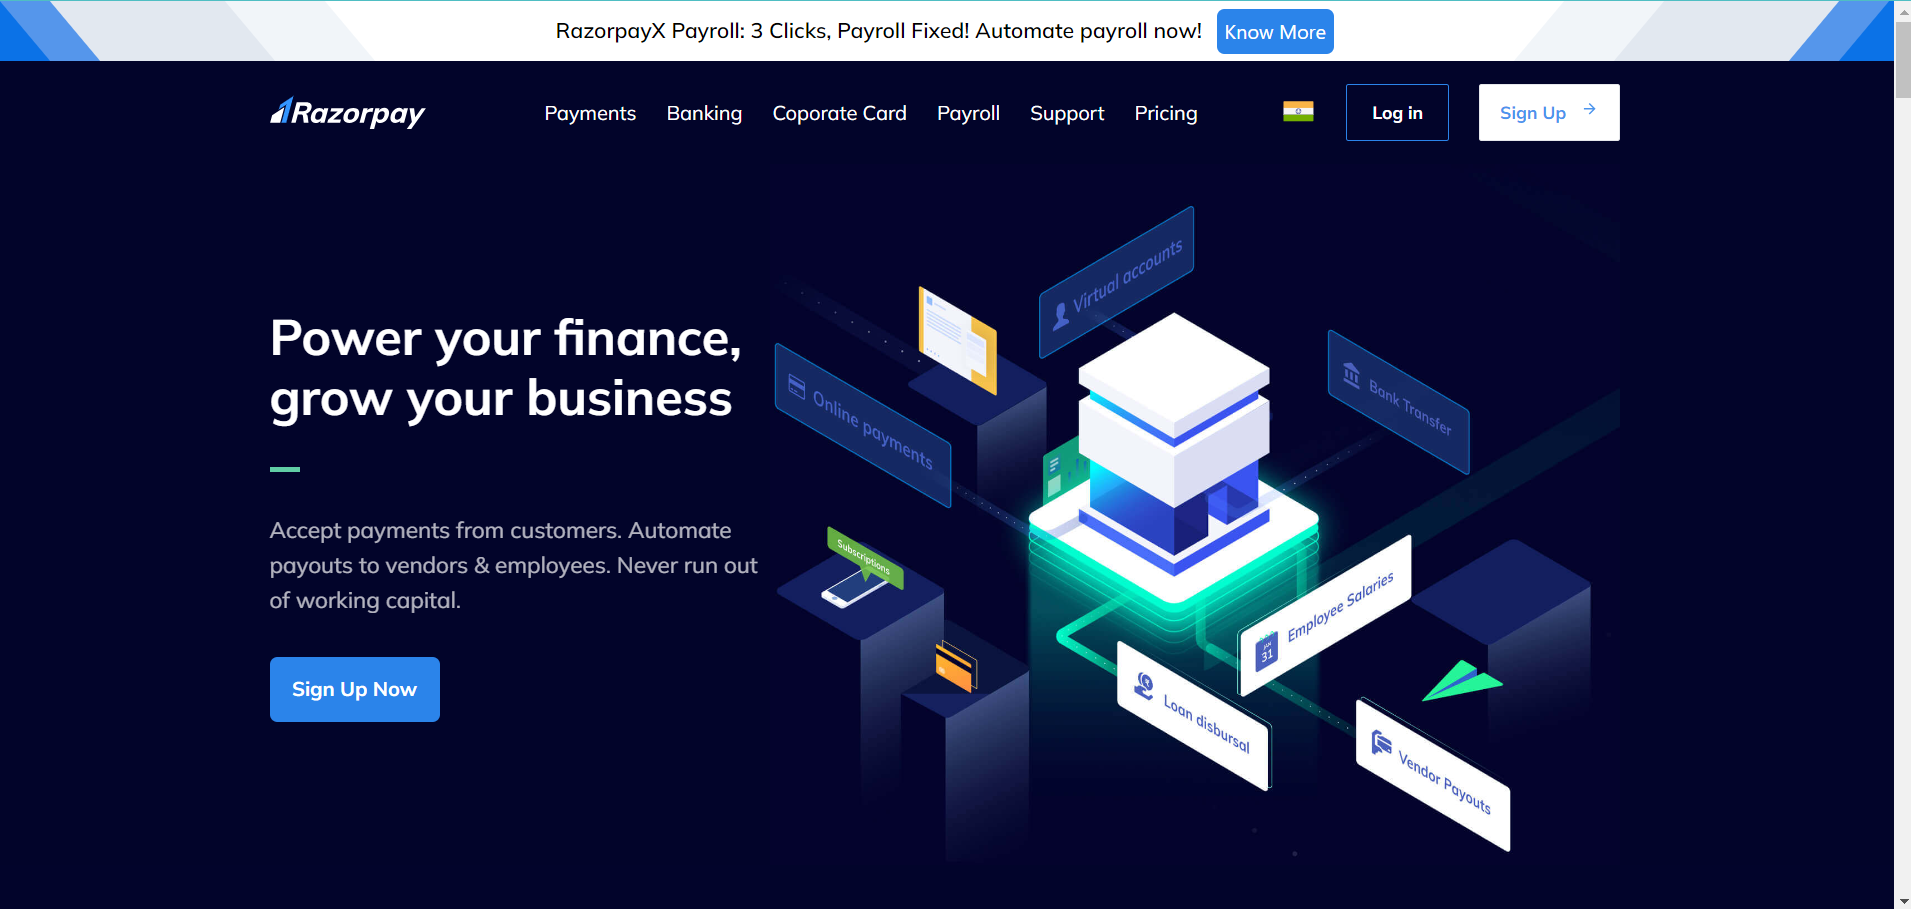 RazorpayX Payroll: 3 Clicks, Payroll Fixed! Automate payroll now! Know More
Razorpay Payments Banking Coporate Card Payroll Support Pricing Log in Sign Up
Power your finance,
grow your business
Accept payments from customers. Automate
payouts to vendors & employees. Never run out
of working capital.
Sign Up Now
Virtual accounts
Online payments
Bank Transfer
Subscriptions
JAN
31
Employee Salaries
Loan disbursal
Vendor Payouts